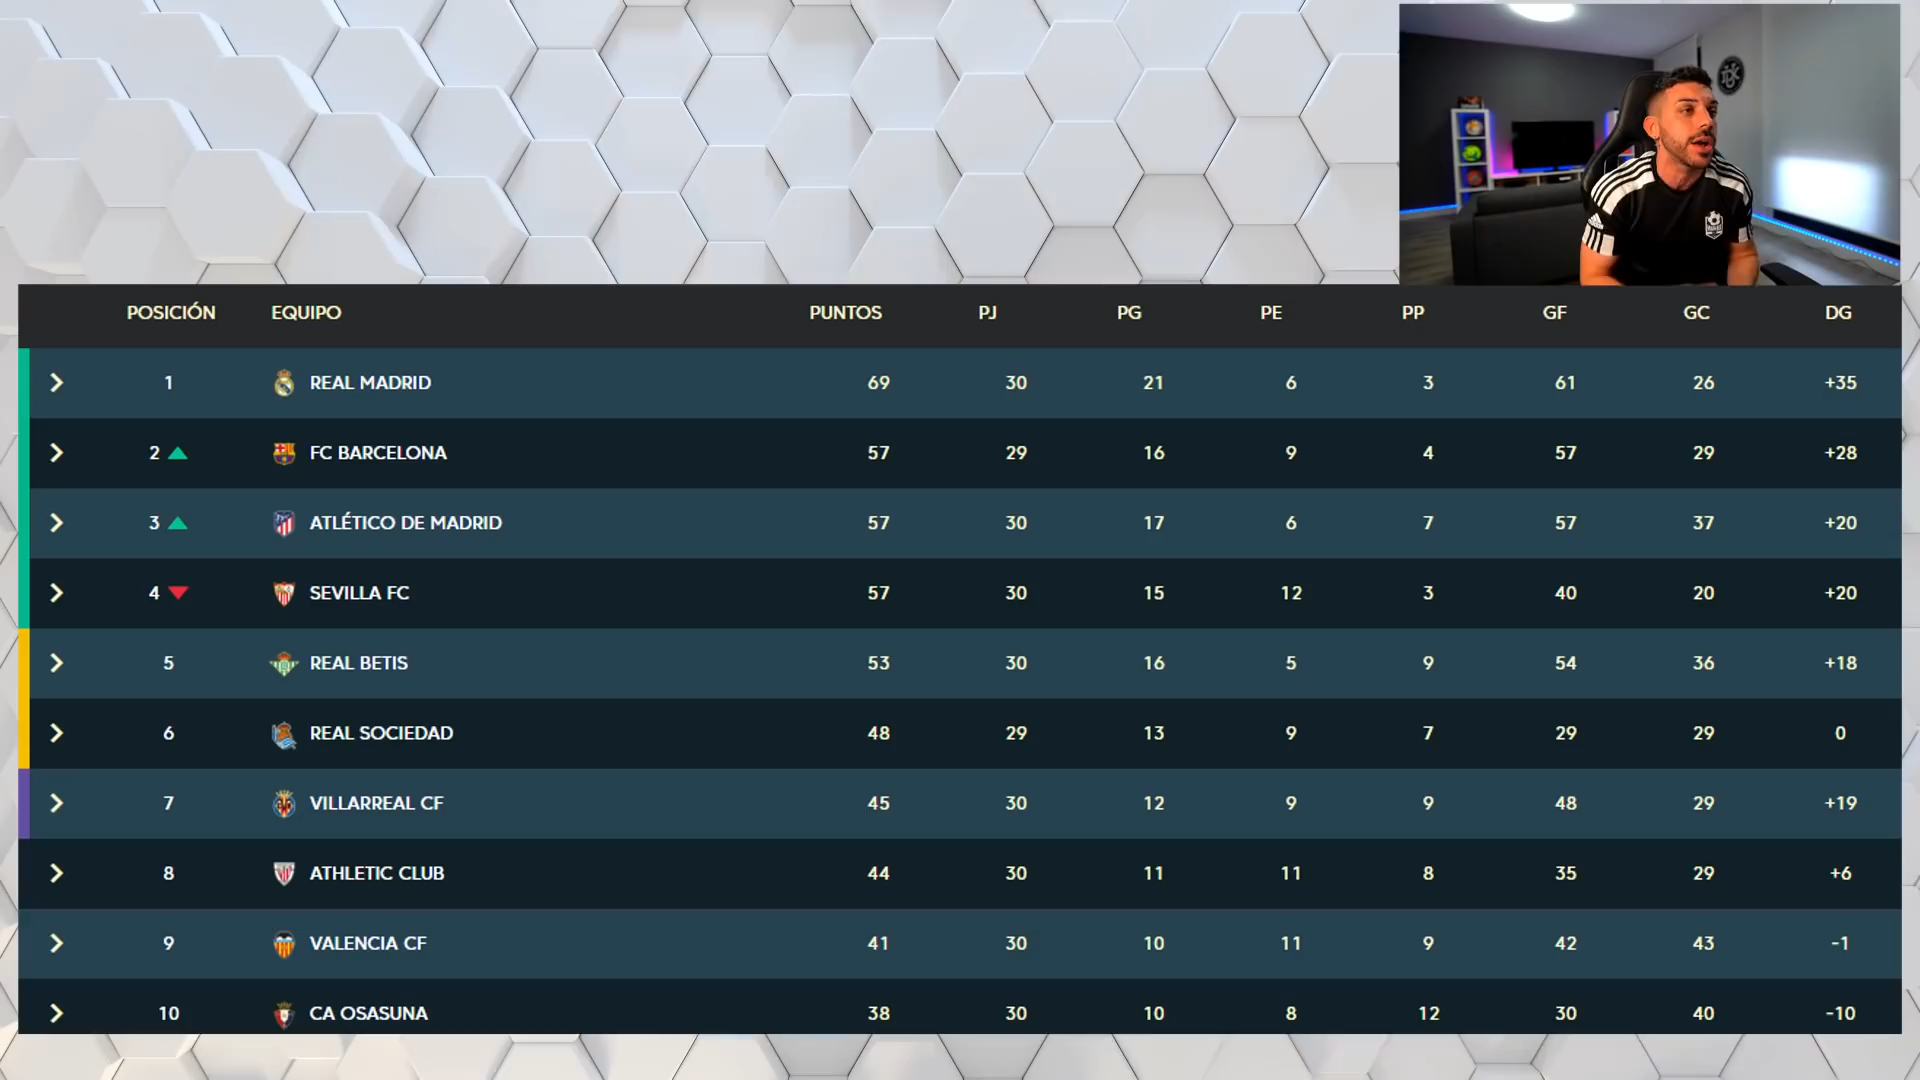 POSICIÓN EQUIPO PUNTOS PJ PG PE PP GF GC DG
1 REAL MADRID 69 30 21 6 3 61 26 +35
2 FC BARCELONA 57 29 16 9 4 57 29 +28
3 ATLÉTICO DE MADRID 57 30 17 6 7 57 37 +20
4 SEVILLA FC 57 30 15 12 3 40 20 +20
5 REAL BETIS 53 30 16 5 9 54 36 +18
6 REAL SOCIEDAD 48 29 13 9 7 29 29 0
7 VILLARREAL CF 45 30 12 9 9 48 29 +19
8 ATHLETIC CLUB 44 30 11 11 8 35 29 +6
9 VALENCIA CF 41 30 10 11 9 42 43 -1
10 CA OSASUNA 38 30 10 8 12 30 40 -10